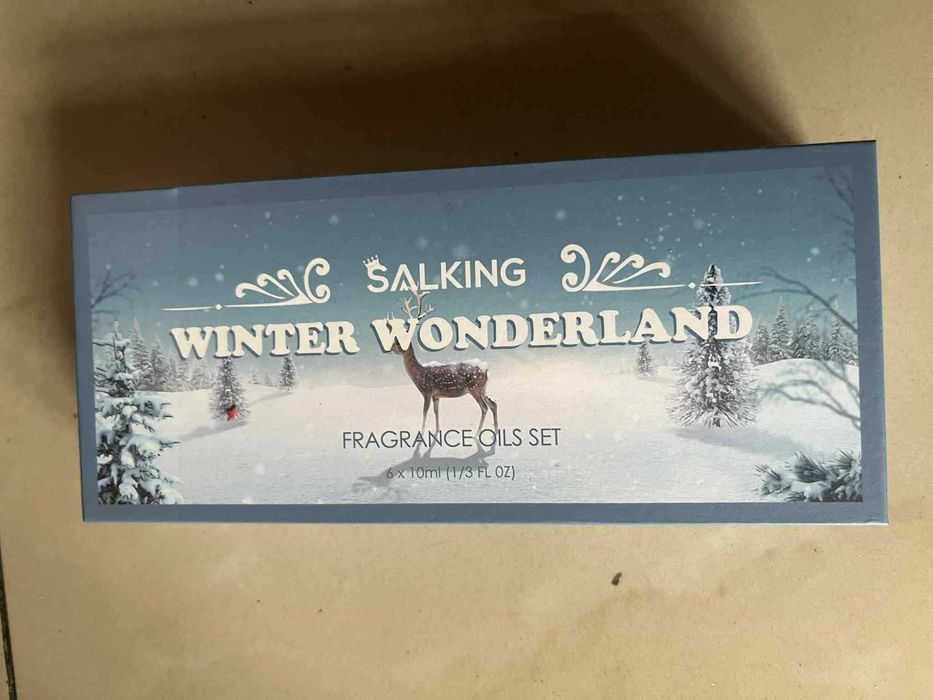 SALKING
WINTER WONDERLAND
FRAGRANCE OILS SET
6 x 10ml (1/3 FL OZ)